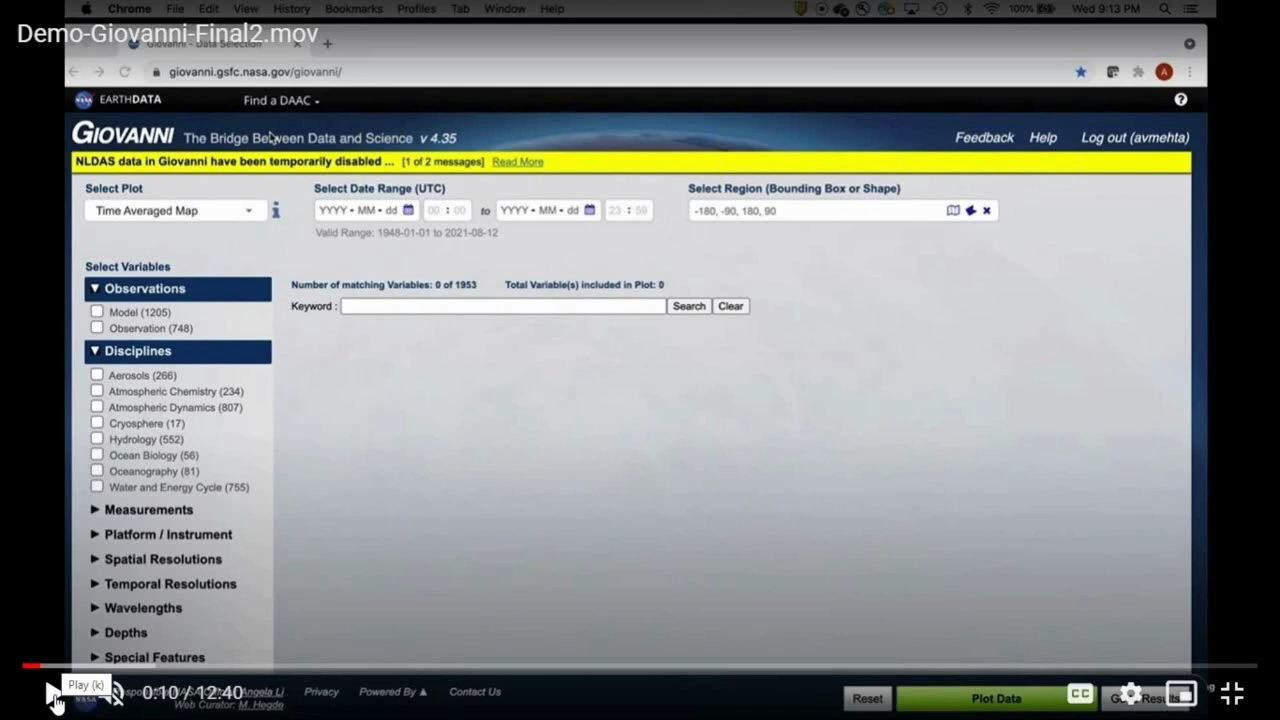 Chrome File Edit View History Bookmarks Profiles Tab Window Help 100% Wed 9:13 PM
Demo-Giovanni-Final2.mov
Giovanni - Data Selection
giovanni.gsfc.nasa.gov/giovanni/ A
EARTHDATA Find a DAAC ?
GIOVANNI The Bridge Between Data and Science v 4.35 Feedback Help Log out (avmehta)
NLDAS data in Giovanni have been temporarily disabled ... [1 of 2 messages] Read More
Select Plot Select Date Range (UTC) Select Region (Bounding Box or Shape)
Time Averaged Map i YYYY - MM - dd 00 : 00 to YYYY - MM - dd 23 : 59 -180, -90, 180, 90
Valid Range: 1948-01-01 to 2021-08-12
Select Variables
Observations
Number of matching Variables: 0 of 1953 Total Variable(s) included in Plot: 0
Keyword : Search Clear
Model (1205)
Observation (748)
Disciplines
Aerosols (266)
Atmospheric Chemistry (234)
Atmospheric Dynamics (807)
Cryosphere (17)
Hydrology (552)
Ocean Biology (56)
Oceanography (81)
Water and Energy Cycle (755)
Measurements
Platform / Instrument
Spatial Resolutions
Temporal Resolutions
Wavelengths
Depths
Special Features
Play (k) 0:10 / 12:40
Angela Li Privacy Powered By Contact Us
Web Curator: M. Hegde
Reset Plot Data CC